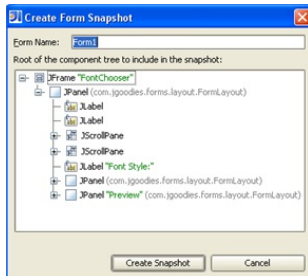 Create Form Snapshot
Form Name: Form1
Root of the component tree to include in the snapshot:
JFrame "FontChooser"
JPanel (com.jgoodies.forms.layout.FormLayout)
JLabel
JLabel
JScrollPane
JScrollPane
JLabel "Font Style:"
JPanel (com.jgoodies.forms.layout.FormLayout)
JPanel "Preview" (com.jgoodies.forms.layout.FormLayout)
Create Snapshot Cancel